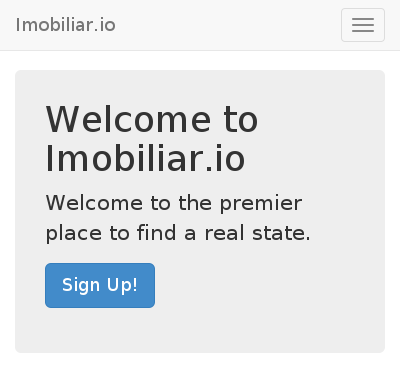 Imobiliar.io
Welcome to
Imobiliar.io
Welcome to the premier
place to find a real state.
Sign Up!